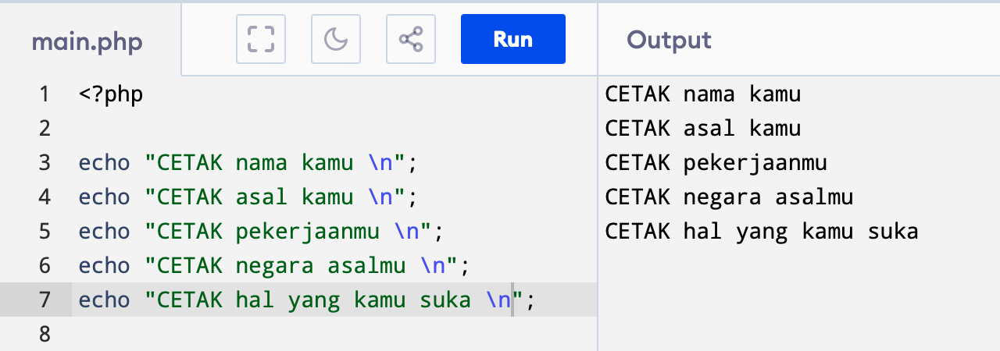 main.php
Run
Output
1 <?php
2
3 echo "CETAK nama kamu \n";
4 echo "CETAK asal kamu \n";
5 echo "CETAK pekerjaanmu \n";
6 echo "CETAK negara asalmu \n";
7 echo "CETAK hal yang kamu suka \n";
8
CETAK nama kamu
CETAK asal kamu
CETAK pekerjaanmu
CETAK negara asalmu
CETAK hal yang kamu suka